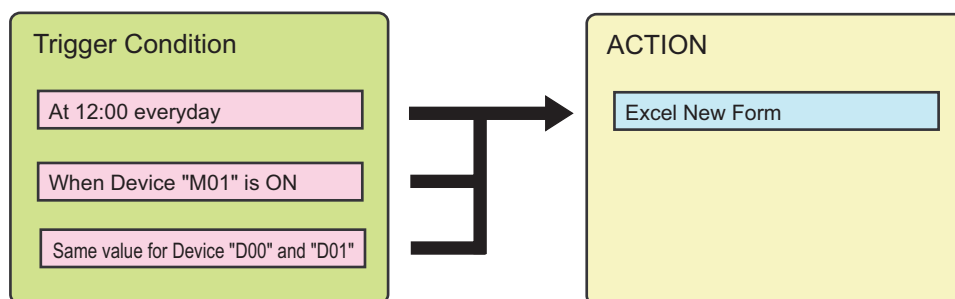 Trigger Condition
At 12:00 everyday
When Device "M01" is ON
Same value for Device "D00" and "D01"
ACTION
Excel New Form